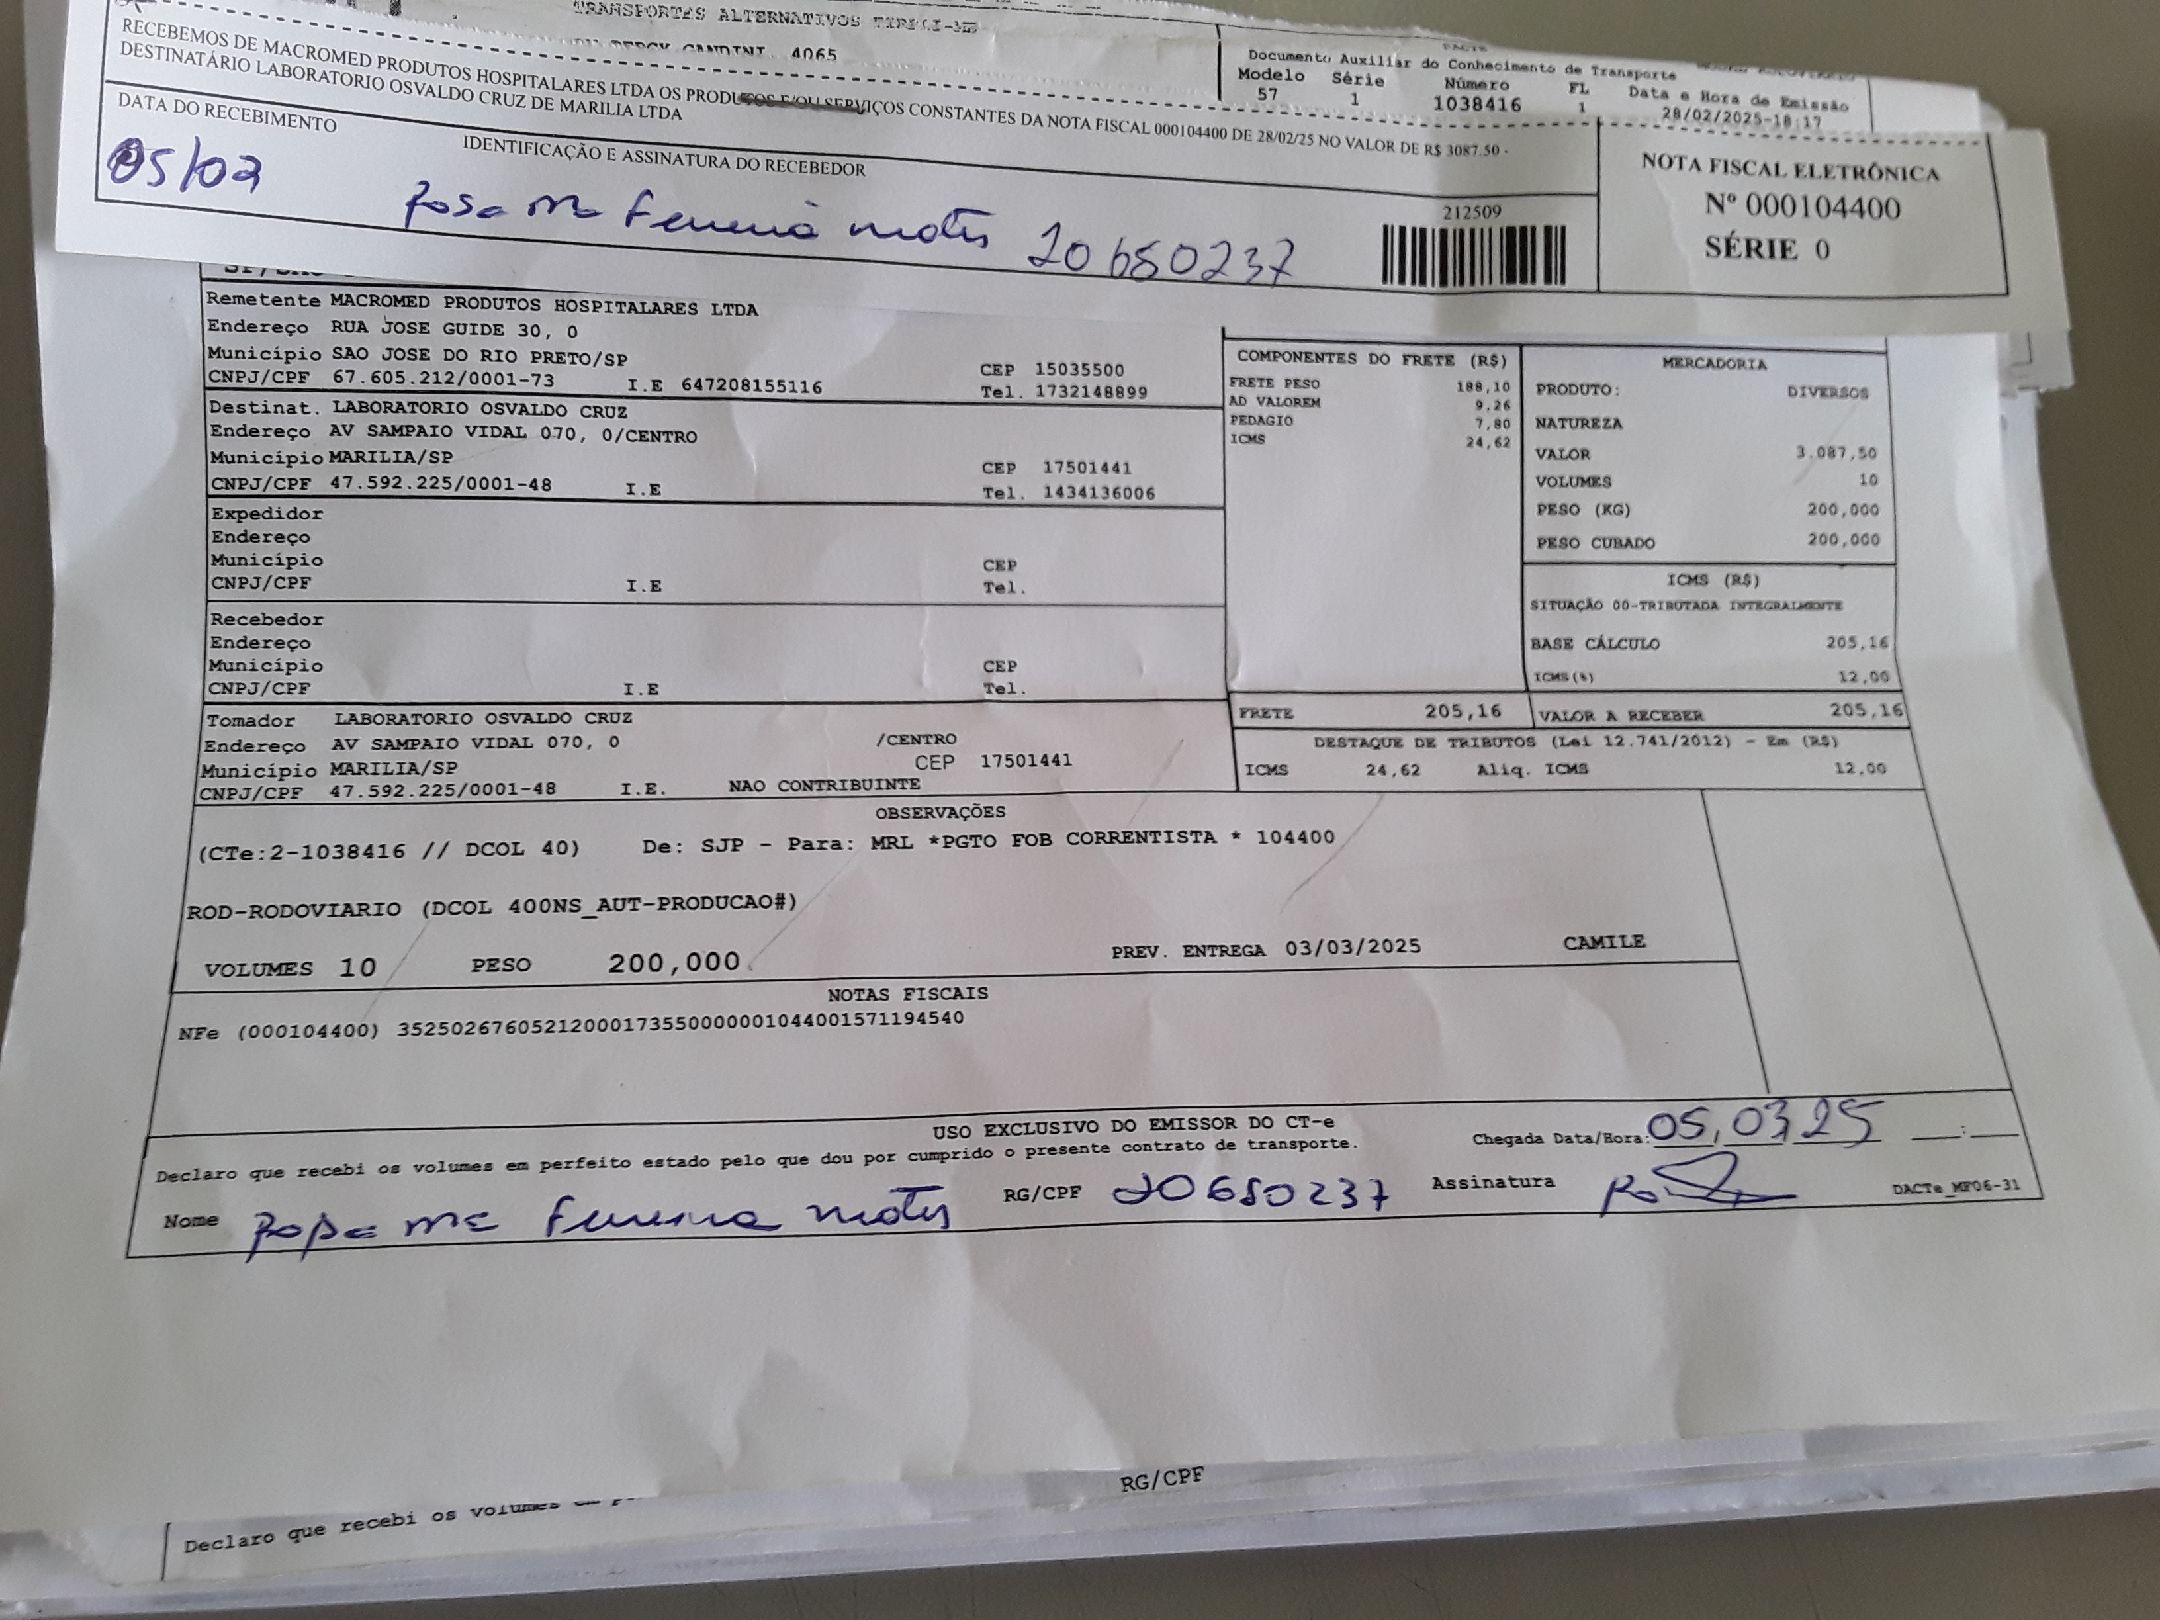 TRANSPORTES ALTERNATIVOS
4065
DACTE
Documento Auxiliar do Conhecimento de Transporte
Modelo Série Número FL Data e Hora de Emissão
57 1 1038416 1 28/02/2025-18:17
RECEBEMOS DE MACROMED PRODUTOS HOSPITALARES LTDA OS PRODUTOS E/OU SERVIÇOS CONSTANTES DA NOTA FISCAL 000104400 DE 28/02/25 NO VALOR DE R$ 3087.50 -
DESTINATÁRIO LABORATORIO OSVALDO CRUZ DE MARILIA LTDA
DATA DO RECEBIMENTO
IDENTIFICAÇÃO E ASSINATURA DO RECEBEDOR
05/03
Rosa Ma Ferreira 20680237
212509
NOTA FISCAL ELETRÔNICA
Nº 000104400
SÉRIE 0
Remetente MACROMED PRODUTOS HOSPITALARES LTDA
Endereço RUA JOSE GUIDE 30, 0
Município SAO JOSE DO RIO PRETO/SP CEP 15035500
CNPJ/CPF 67.605.212/0001-73 I.E 647208155116 Tel. 1732148899
Destinat. LABORATORIO OSVALDO CRUZ
Endereço AV SAMPAIO VIDAL 070, 0/CENTRO
Município MARILIA/SP CEP 17501441
CNPJ/CPF 47.592.225/0001-48 I.E Tel. 1434136006
Expedidor
Endereço
Município CEP
CNPJ/CPF I.E Tel.
Recebedor
Endereço
Município CEP
CNPJ/CPF I.E Tel.
Tomador LABORATORIO OSVALDO CRUZ
Endereço AV SAMPAIO VIDAL 070, 0 /CENTRO
Município MARILIA/SP CEP 17501441
CNPJ/CPF 47.592.225/0001-48 I.E. NAO CONTRIBUINTE
COMPONENTES DO FRETE (R$)
FRETE PESO 188,10
AD VALOREM 9,26
PEDAGIO 7,80
ICMS 24,62
MERCADORIA
PRODUTO: DIVERSOS
NATUREZA
VALOR 3.087,50
VOLUMES 10
PESO (KG) 200,000
PESO CUBADO 200,000
ICMS (R$)
SITUAÇÃO 00-TRIBUTADA INTEGRALMENTE
BASE CÁLCULO 205,16
ICMS(%) 12,00
FRETE 205,16 VALOR A RECEBER 205,16
DESTAQUE DE TRIBUTOS (Lei 12.741/2012) - Em (R$)
ICMS 24,62 Aliq. ICMS 12,00
OBSERVAÇÕES
(CTe:2-1038416 // DCOL 40) De: SJP - Para: MRL *PGTO FOB CORRENTISTA * 104400
ROD-RODOVIARIO (DCOL 400NS_AUT-PRODUCAO#)
VOLUMES 10 PESO 200,000 PREV. ENTREGA 03/03/2025 CAMILE
NOTAS FISCAIS
NFe (000104400) 35250267605212000173550000001044001571194540
USO EXCLUSIVO DO EMISSOR DO CT-e
Declaro que recebi os volumes em perfeito estado pelo que dou por cumprido o presente contrato de transporte.
Chegada Data/Hora: 05,03,25 __:__
Nome Rosa Ma Ferreira RG/CPF 20680237 Assinatura
DACTe_MF06-31
RG/CPF
Declaro que recebi os volumes